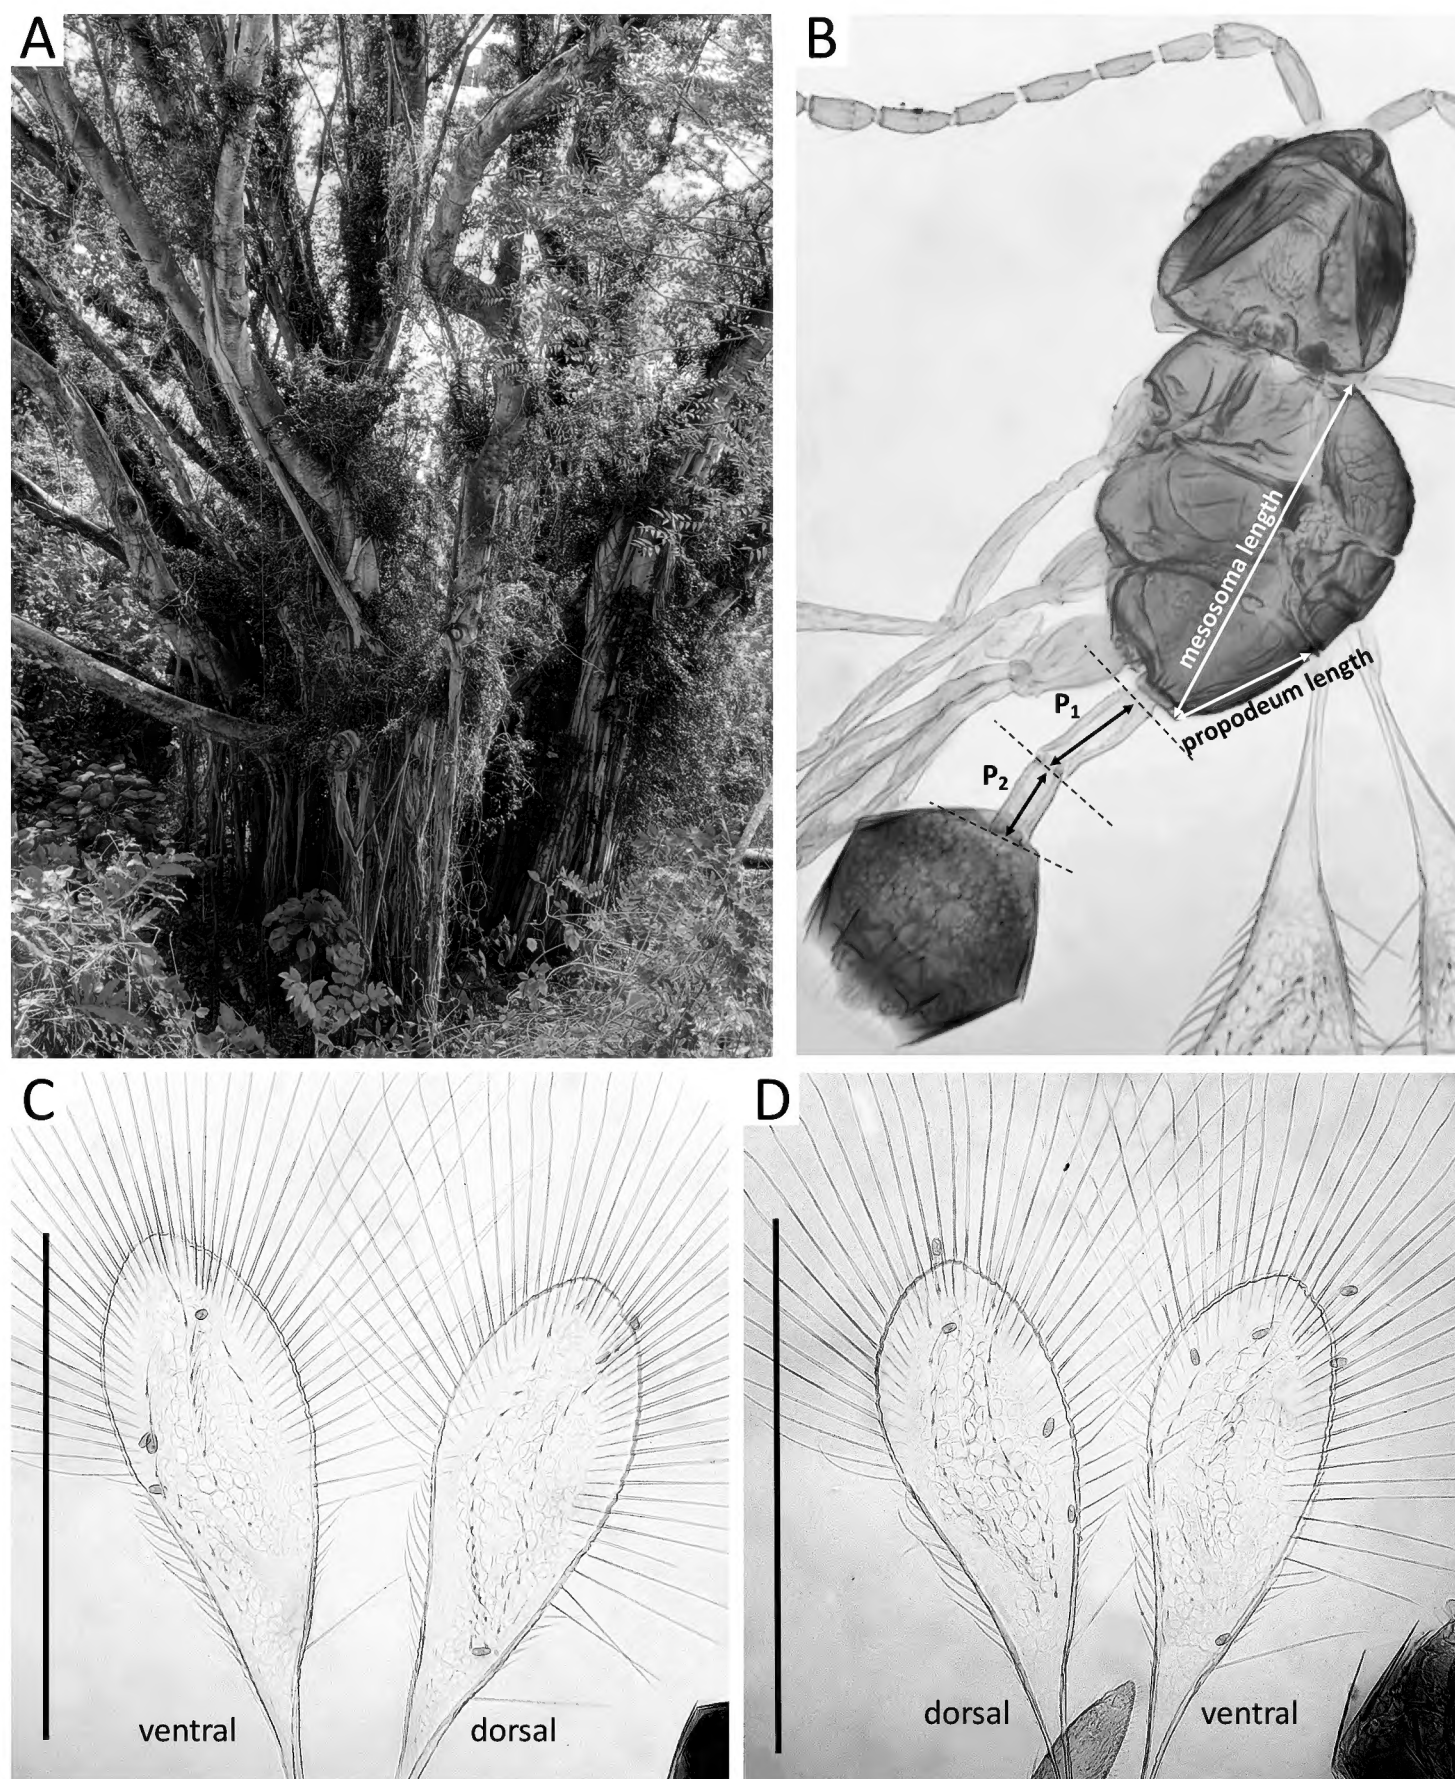 A
B
mesosoma length
propodeum length
P1
P2
C
D
ventral
dorsal
dorsal
ventral